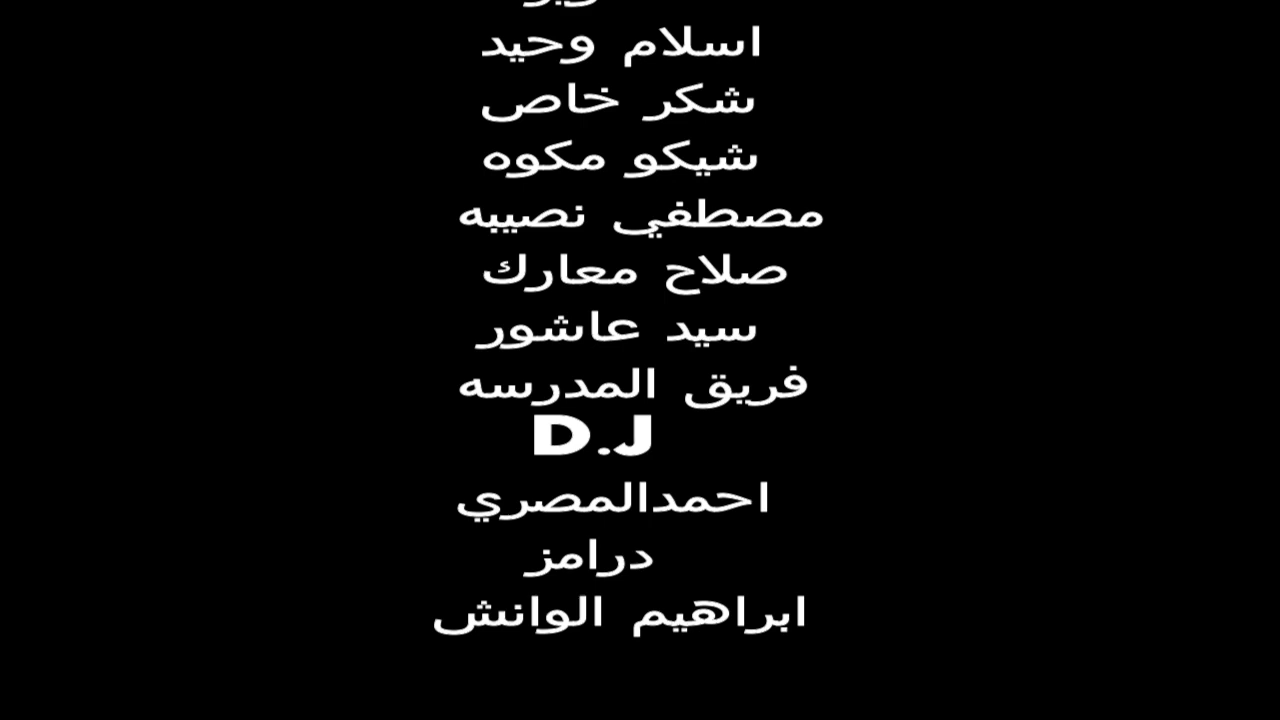 اسلام وحيد
شكر خاص
شيكو مكوه
مصطفي نصيبه
صلاح معارك
سيد عاشور
فريق المدرسه
D.J
احمدالمصري
درامز
ابراهيم الوانش